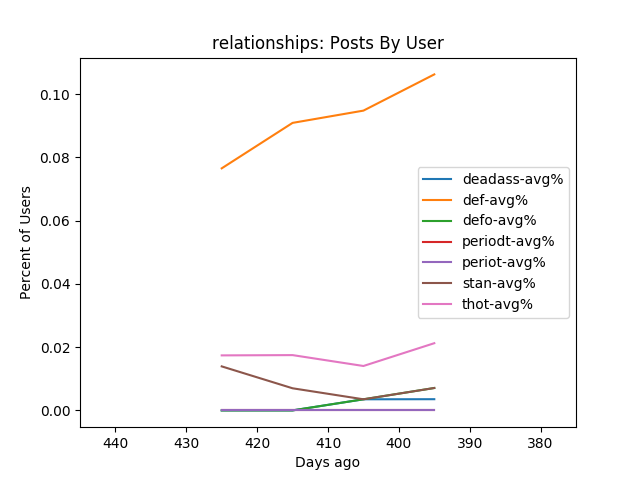 relationships: Posts By User
Percent of Users
0.10
0.08
0.06
0.04
0.02
0.00
deadass-avg%
def-avg%
defo-avg%
periodt-avg%
periot-avg%
stan-avg%
thot-avg%
440 430 420 410 400 390 380
Days ago